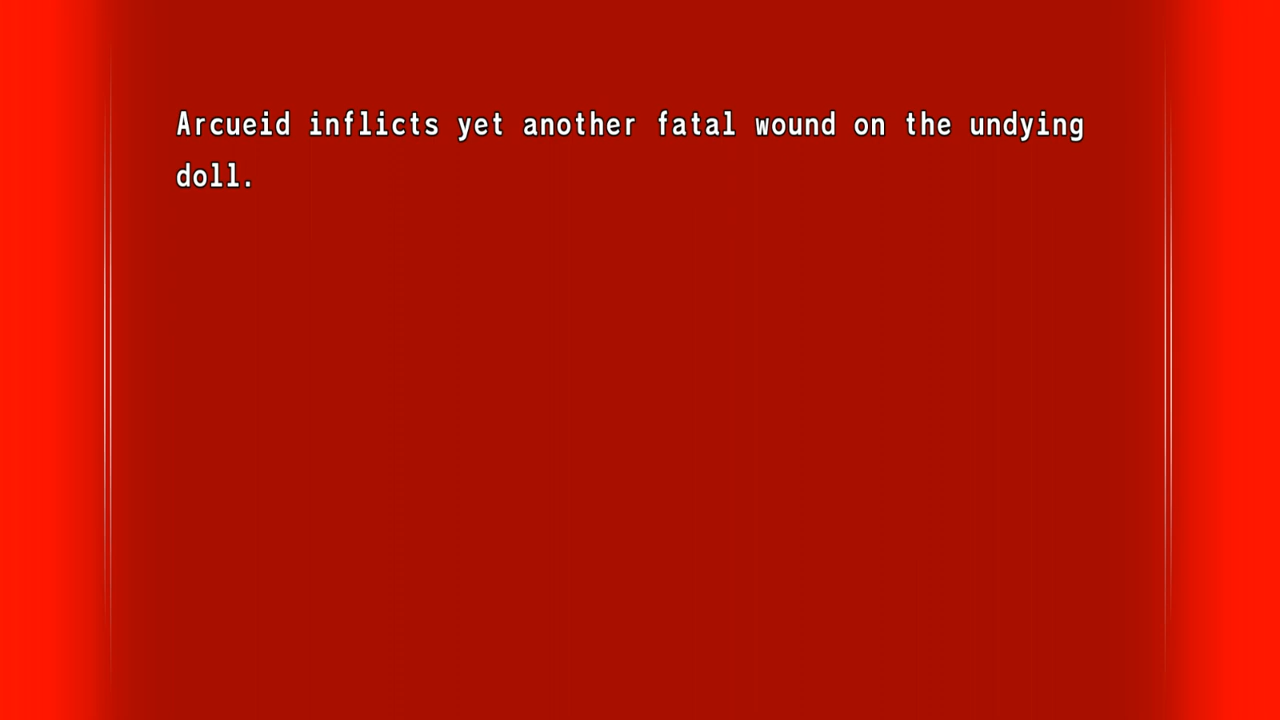 Arcueid inflicts yet another fatal wound on the undying
doll.